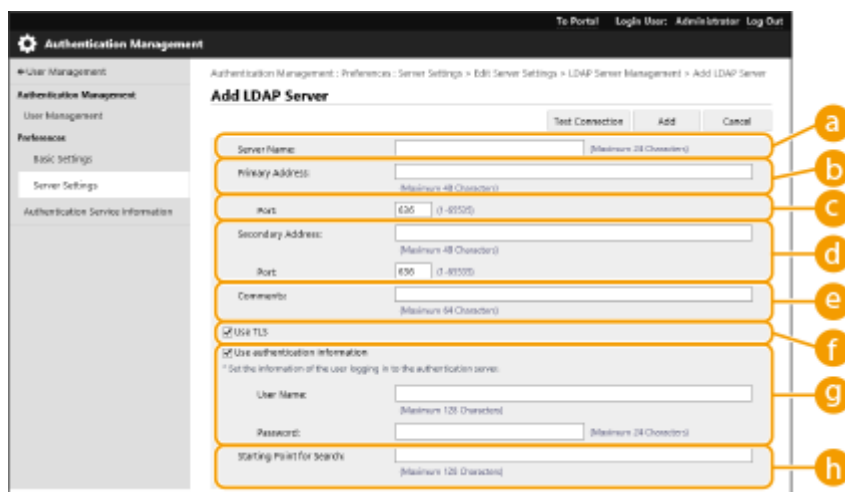 To Portal Login User: Administrator Log Out
Authentication Management
User Management
Authentication Management : Preferences : Server Settings > Edit Server Settings > LDAP Server Management > Add LDAP Server
Authentication Management
Add LDAP Server
User Management
Test Connection Add Cancel
a
Preferences
Server Name: (Maximum 24 Characters)
Basic Settings
Primary Address:
b
(Maximum 48 Characters)
Server Settings
Port: 636 (1-65535)
c
Authentication Service Information
Secondary Address:
(Maximum 48 Characters)
d
Port: 636 (1-65535)
Comments:
e
(Maximum 64 Characters)
Use TLS
f
Use authentication information
* Set the information of the user logging in to the authentication server.
User Name:
g
(Maximum 128 Characters)
Password: (Maximum 24 Characters)
Starting Point for Search:
h
(Maximum 128 Characters)